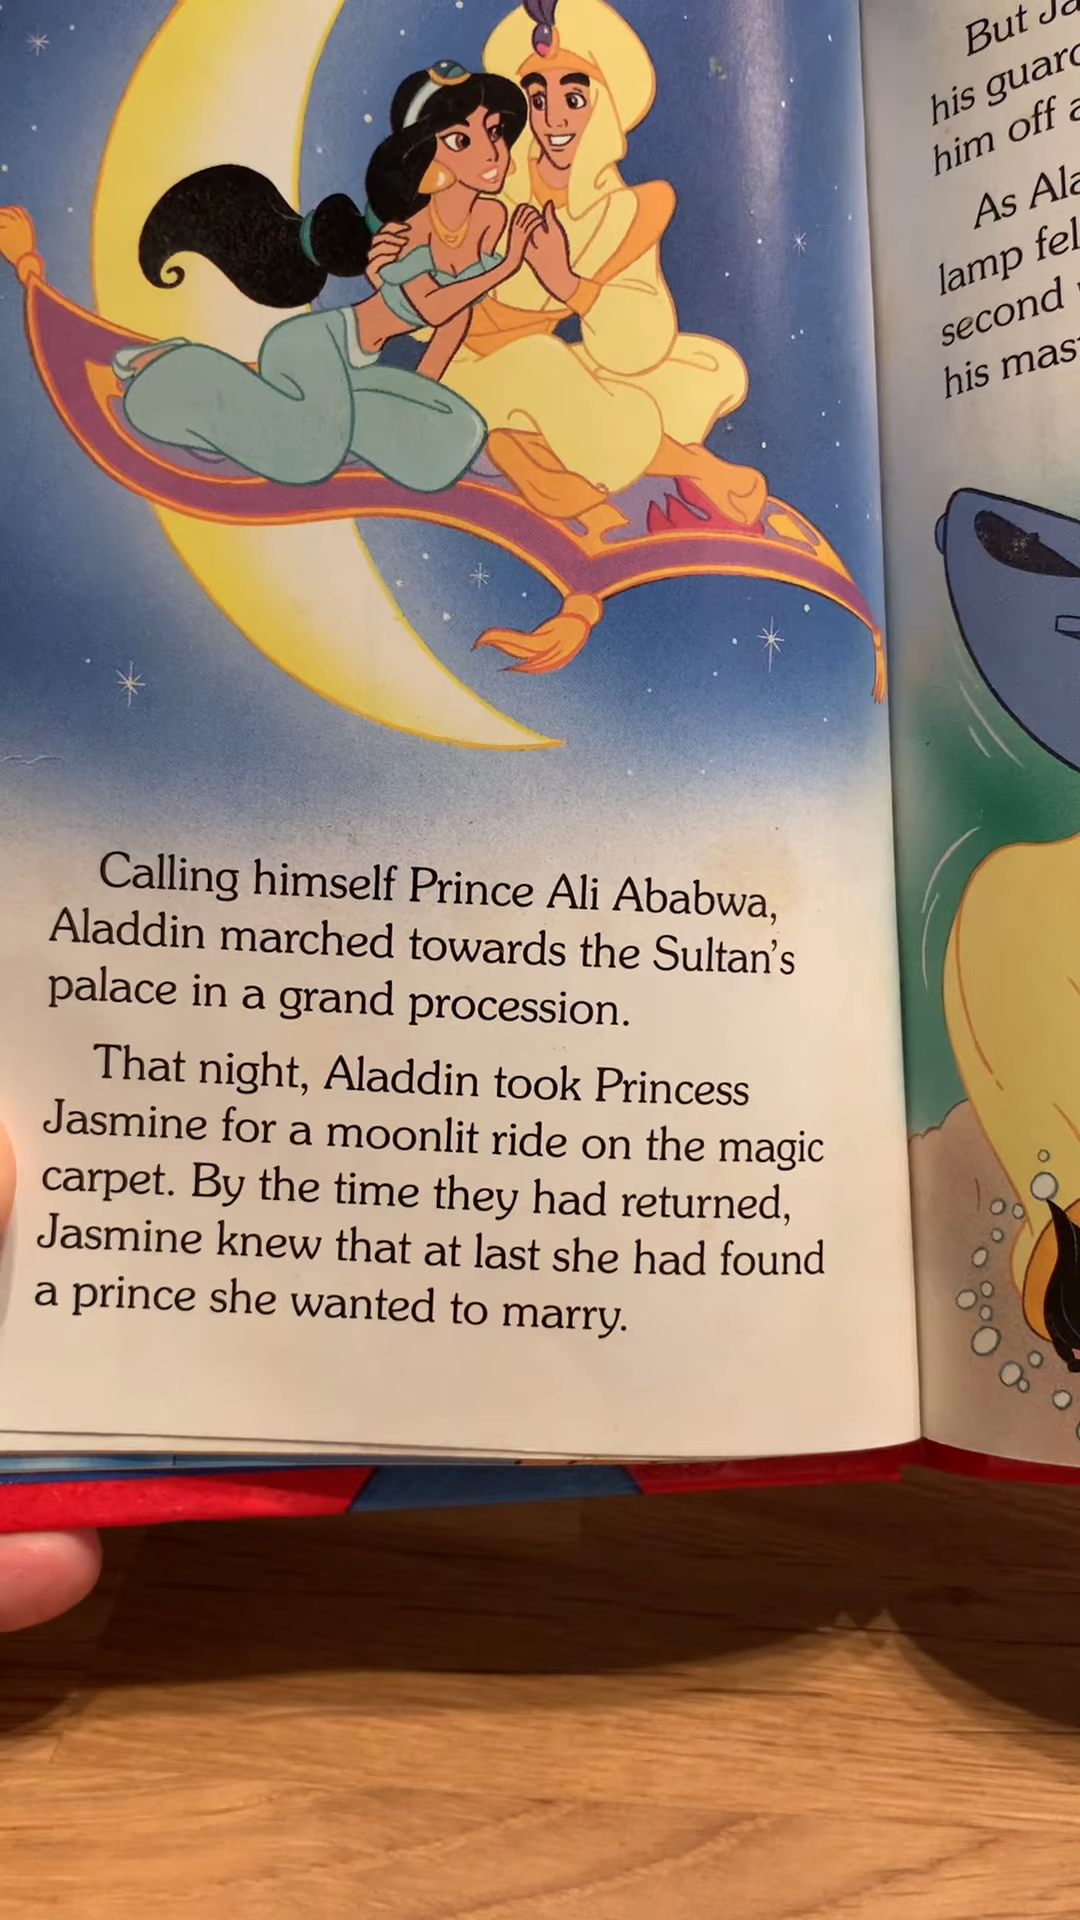 Calling himself Prince Ali Ababwa,
Aladdin marched towards the Sultan's
palace in a grand procession.
That night, Aladdin took Princess
Jasmine for a moonlit ride on the magic
carpet. By the time they had returned,
Jasmine knew that at last she had found
a prince she wanted to marry.
But
his
him off
As
lamp
second
his